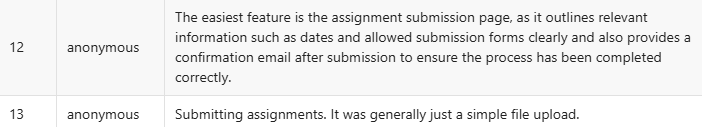 The easiest feature is the assignment submission page, as it outlines relevant
information such as dates and allowed submission forms clearly and also provides a
12 anonymous
confirmation email after submission to ensure the process has been completed
correctly.
13 anonymous Submitting assignments. It was generally just a simple file upload.